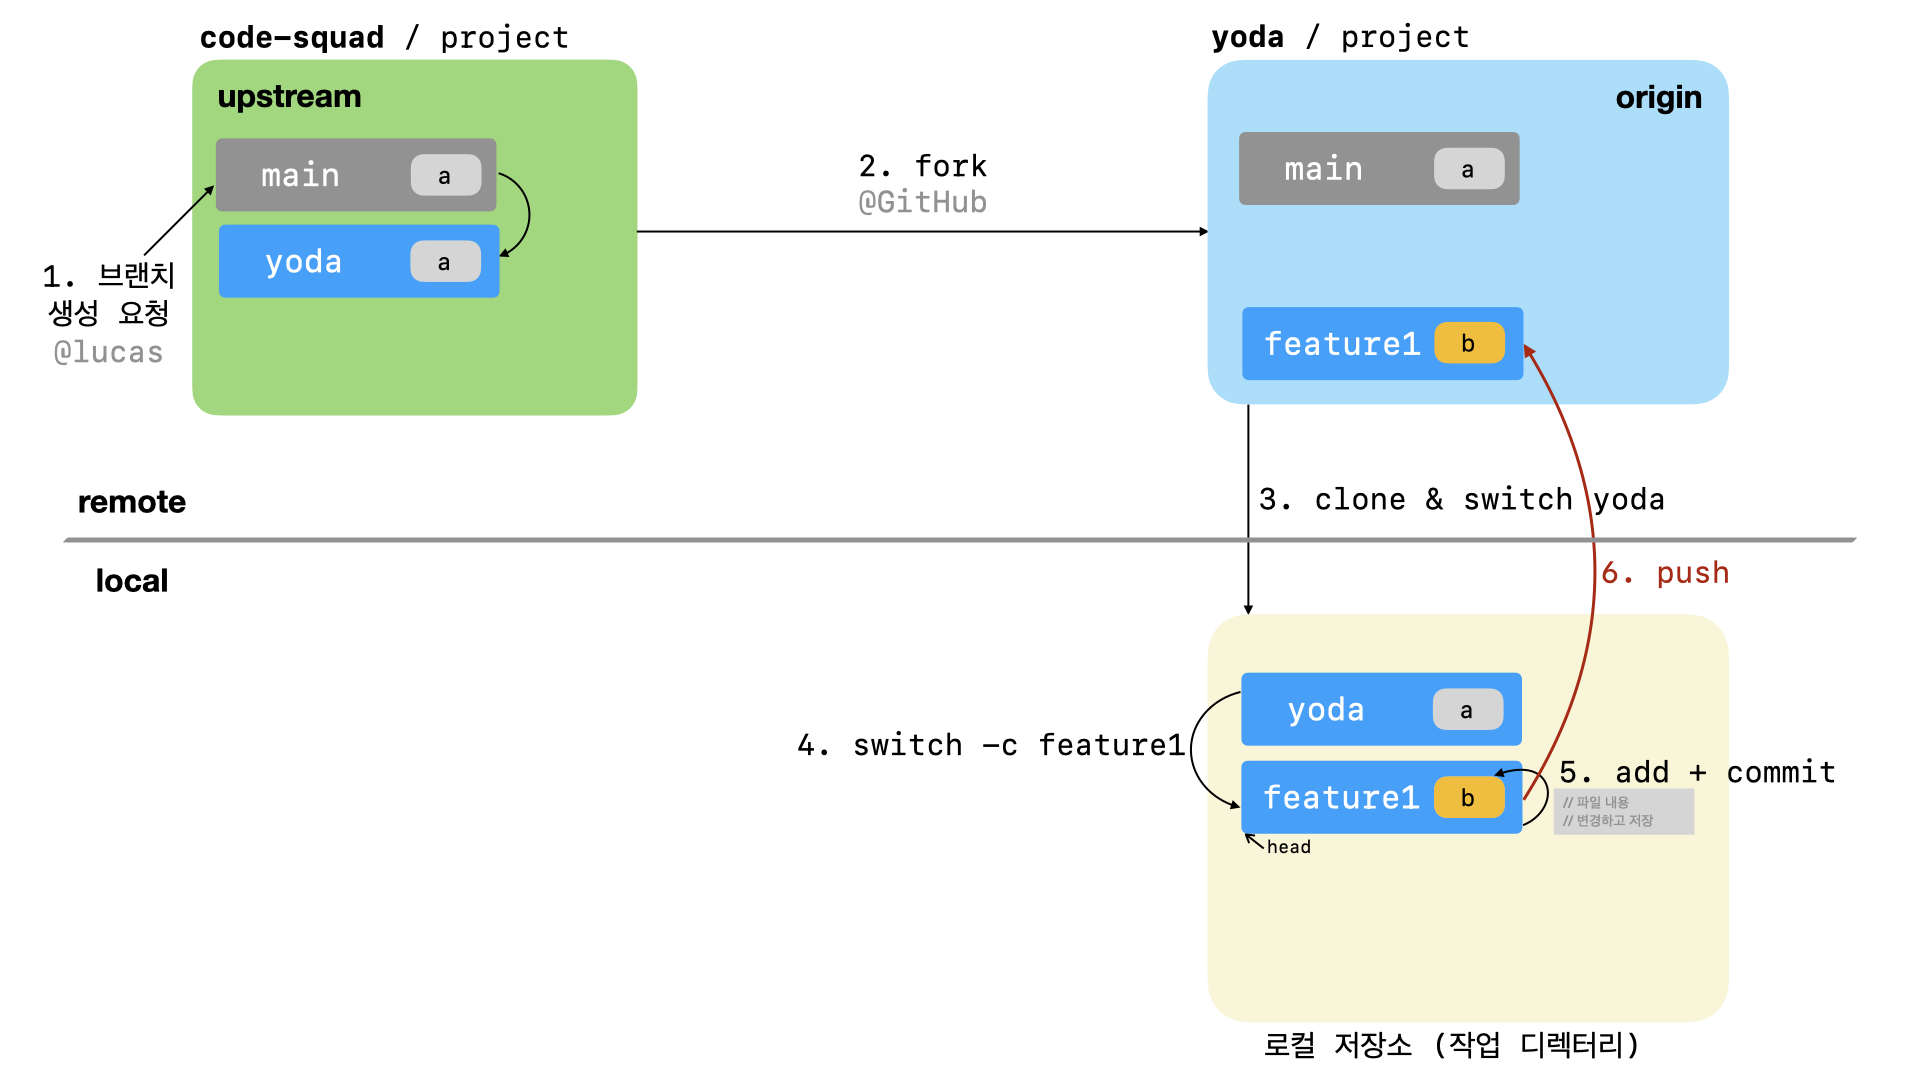 code-squad / project
upstream
main a
yoda a
1. 브랜치
생성 요청
@lucas
2. fork
@GitHub
yoda / project
origin
main a
feature1 b
remote
3. clone & switch yoda
local
6. push
yoda a
4. switch -c feature1
feature1 b
5. add + commit
// 파일 내용
// 변경하고 저장
head
로컬 저장소 (작업 디렉터리)